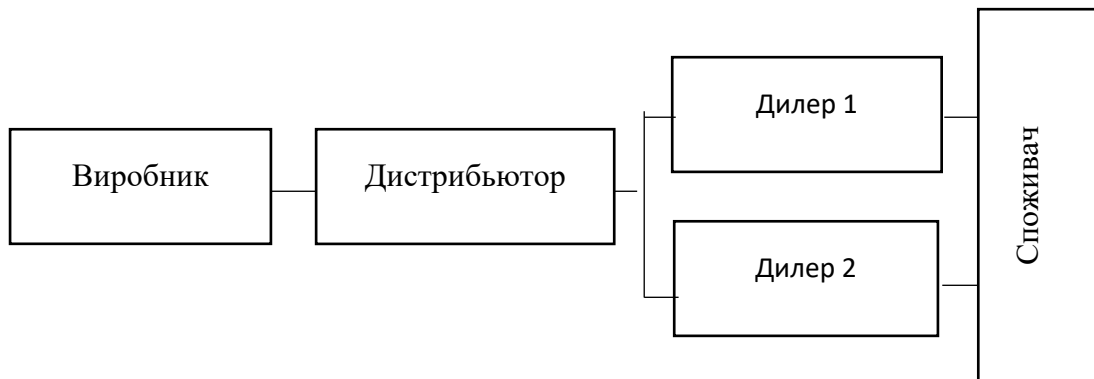 Виробник
Дистрибьютор
Дилер 1
Дилер 2
Споживач